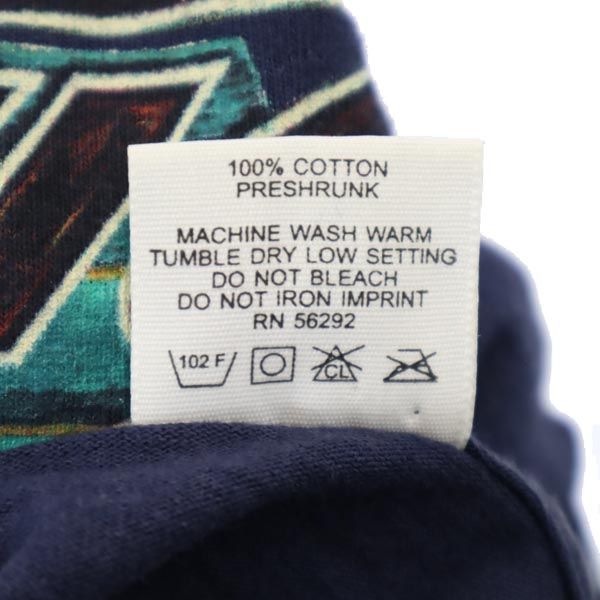 100% COTTON
PRESHRUNK
MACHINE WASH WARM
TUMBLE DRY LOW SETTING
DO NOT BLEACH
DO NOT IRON IMPRINT
RN 56292
102 F CL